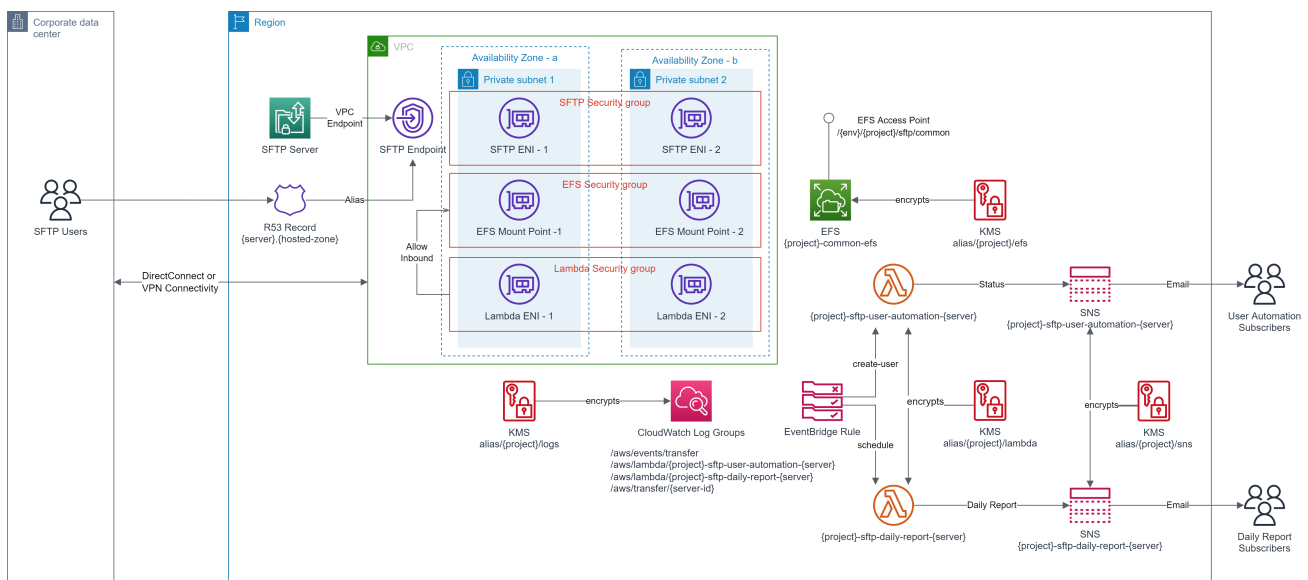 Corporate data
center
Region
VPC
Availability Zone - a
Availability Zone - b
Private subnet 1
Private subnet 2
SFTP Security group
SFTP ENI - 1
SFTP ENI - 2
EFS Security group
EFS Mount Point -1
EFS Mount Point - 2
Lambda Security group
Lambda ENI - 1
Lambda ENI - 2
SFTP Server
VPC
Endpoint
SFTP Endpoint
SFTP Users
R53 Record
{server}.{hosted-zone}
Alias
Allow
Inbound
DirectConnect or
VPN Connectivity
EFS Access Point
/{env}/{project}/sftp/common
EFS
{project}-common-efs
encrypts
KMS
alias/{project}/efs
{project}-sftp-user-automation-{server}
Status
SNS
{project}-sftp-user-automation-{server}
Email
User Automation
Subscribers
KMS
alias/{project}/logs
encrypts
CloudWatch Log Groups
/aws/events/transfer
/aws/lambda/{project}-sftp-user-automation-{server}
/aws/lambda/{project}-sftp-daily-report-{server}
/aws/transfer/{server-id}
EventBridge Rule
create-user
schedule
encrypts
KMS
alias/{project}/lambda
encrypts
KMS
alias/{project}/sns
{project}-sftp-daily-report-{server}
Daily Report
SNS
{project}-sftp-daily-report-{server}
Email
Daily Report
Subscribers